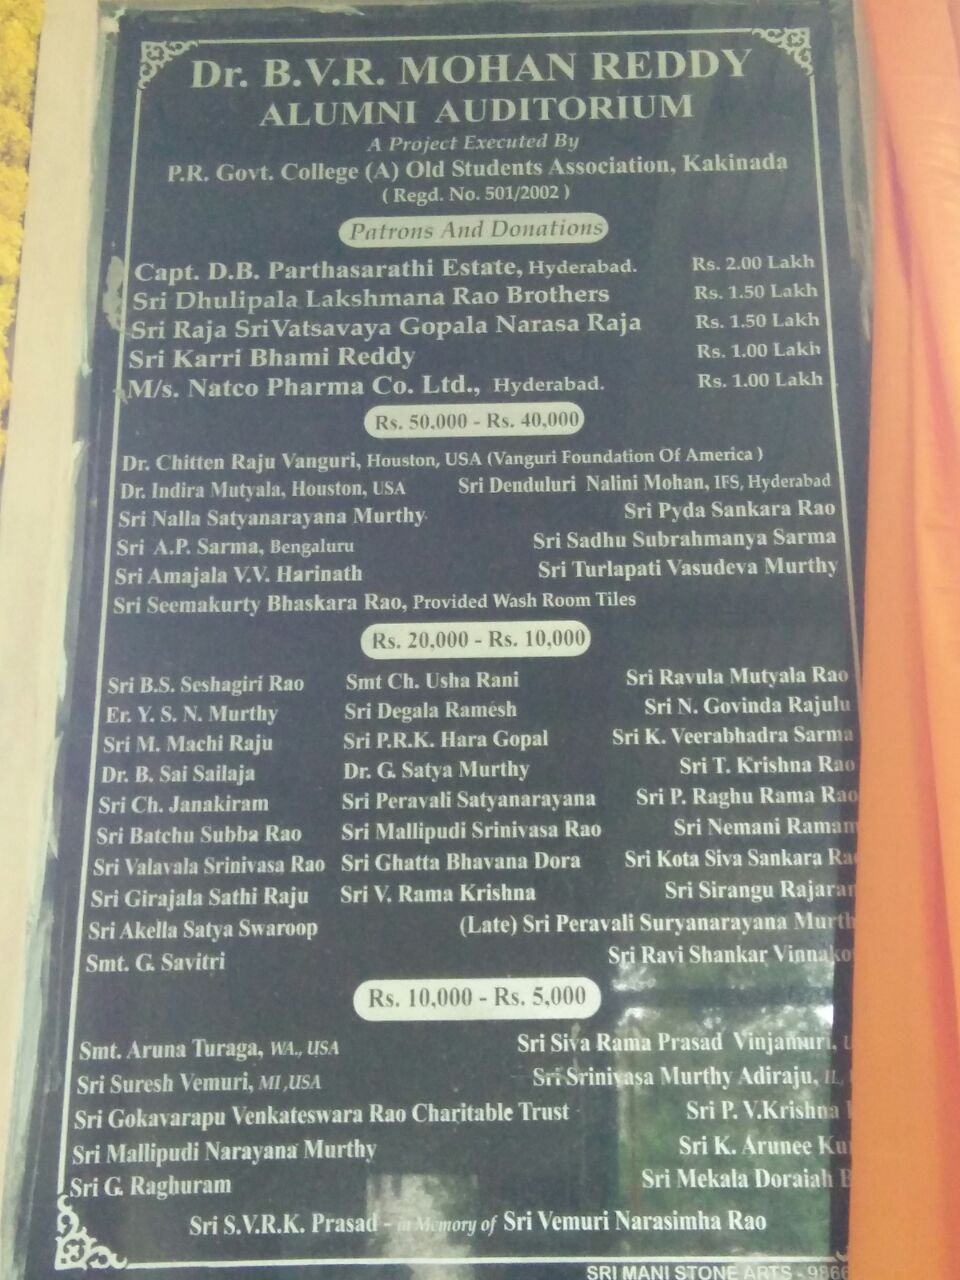 Dr. B.V.R. MOHAN REDDY
ALUMNI AUDITORIUM
A Project Executed By
P.R. Govt. College (A) Old Students Association, Kakinada
( Regd. No. 501/2002 )
Patrons And Donations
Capt. D.B. Parthasarathi Estate, Hyderabad. Rs. 2.00 Lakh
Sri Dhulipala Lakshmana Rao Brothers Rs. 1.50 Lakh
Sri Raja SriVatsavaya Gopala Narasa Raja Rs. 1.50 Lakh
Sri Karri Bhami Reddy Rs. 1.00 Lakh
M/s. Natco Pharma Co. Ltd., Hyderabad. Rs. 1.00 Lakh
Rs. 50,000 - Rs. 40,000
Dr. Chitten Raju Vanguri, Houston, USA (Vanguri Foundation Of America )
Dr. Indira Mutyala, Houston, USA Sri Denduluri Nalini Mohan, IFS, Hyderabad
Sri Nalla Satyanarayana Murthy Sri Pyda Sankara Rao
Sri A.P. Sarma, Bengaluru Sri Sadhu Subrahmanya Sarma
Sri Amajala V.V. Harinath Sri Turlapati Vasudeva Murthy
Sri Seemakurty Bhaskara Rao, Provided Wash Room Tiles
Rs. 20,000 - Rs. 10,000
Sri B.S. Seshagiri Rao Smt Ch. Usha Rani Sri Ravula Mutyala Rao
Er. Y. S. N. Murthy Sri Degala Ramesh Sri N. Govinda Rajulu
Sri M. Machi Raju Sri P.R.K. Hara Gopal Sri K. Veerabhadra Sarma
Dr. B. Sai Sailaja Dr. G. Satya Murthy Sri T. Krishna Rao
Sri Ch. Janakiram Sri Peravali Satyanarayana Sri P. Raghu Rama Rao
Sri Batchu Subba Rao Sri Mallipudi Srinivasa Rao Sri Nemani Ramam
Sri Valavala Srinivasa Rao Sri Ghatta Bhavana Dora Sri Kota Siva Sankara Ra
Sri Girajala Sathi Raju Sri V. Rama Krishna Sri Sirangu Rajaram
Sri Akella Satya Swaroop (Late) Sri Peravali Suryanarayana Murth
Smt. G. Savitri Sri Ravi Shankar Vinnako
Rs. 10,000 - Rs. 5,000
Smt. Aruna Turaga, WA., USA Sri Siva Rama Prasad Vinjamuri,
Sri Suresh Vemuri, MI ,USA Sri Srinivasa Murthy Adiraju, IL,
Sri Gokavarapu Venkateswara Rao Charitable Trust Sri P. V.Krishna
Sri Mallipudi Narayana Murthy Sri K. Arunee Ku
Sri G. Raghuram Sri Mekala Doraiah
Sri S.V.R.K. Prasad - in Memory of Sri Vemuri Narasimha Rao
SRI MANI STONE ARTS - 9866